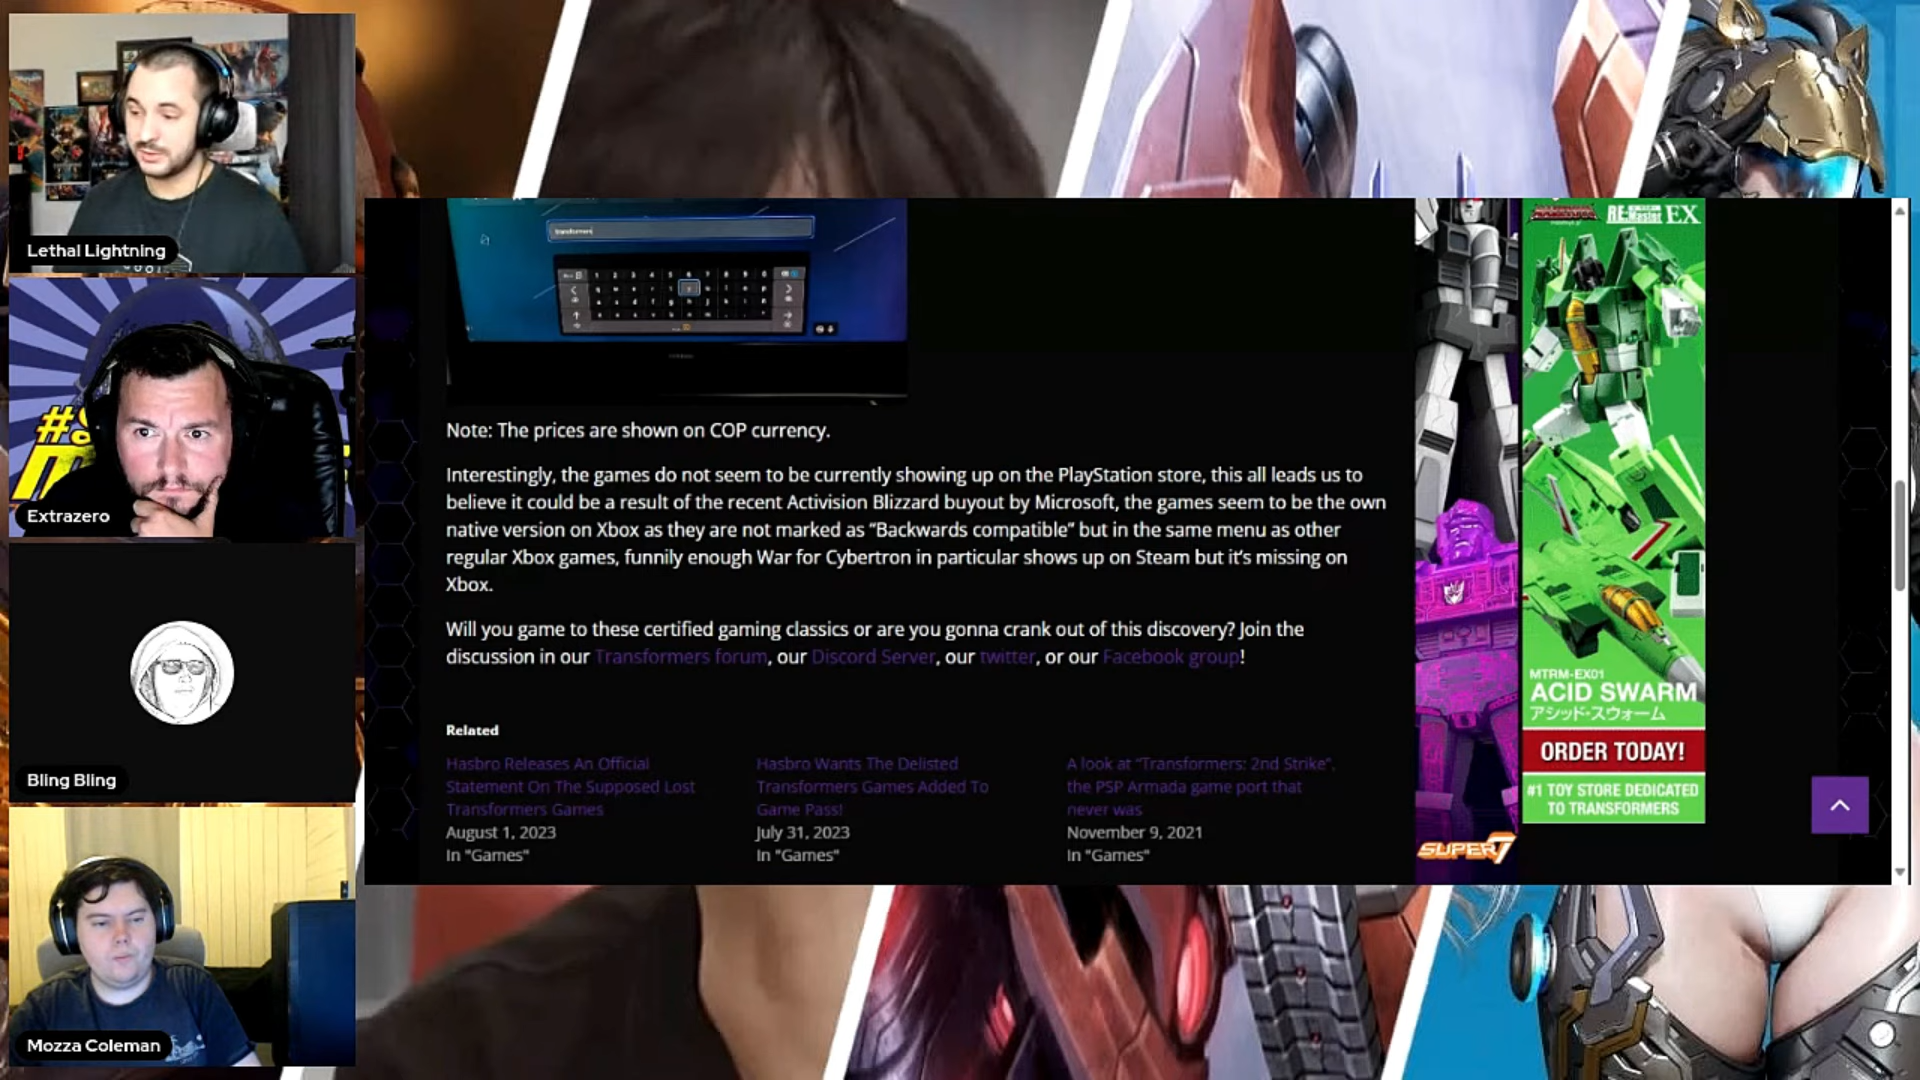 Lethal Lightning
Extrazero
Bling Bling
Mozza Coleman
transformers
Note: The prices are shown on COP currency.
Interestingly, the games do not seem to be currently showing up on the PlayStation store, this all leads us to
believe it could be a result of the recent Activision Blizzard buyout by Microsoft, the games seem to be the own
native version on Xbox as they are not marked as “Backwards compatible” but in the same menu as other
regular Xbox games, funnily enough War for Cybertron in particular shows up on Steam but it’s missing on
Xbox.
Will you game to these certified gaming classics or are you gonna crank out of this discovery? Join the
discussion in our Transformers forum, our Discord Server, our twitter, or our Facebook group!
Related
Hasbro Releases An Official
Statement On The Supposed Lost
Transformers Games
August 1, 2023
In "Games"
Hasbro Wants The Delisted
Transformers Games Added To
Game Pass!
July 31, 2023
In "Games"
A look at “Transformers: 2nd Strike”,
the PSP Armada game port that
never was
November 9, 2021
In "Games"
SUPER7
RE:Master EX
MTRM-EX01
ACID SWARM
アシッド・スウォーム
ORDER TODAY!
#1 TOY STORE DEDICATED
TO TRANSFORMERS